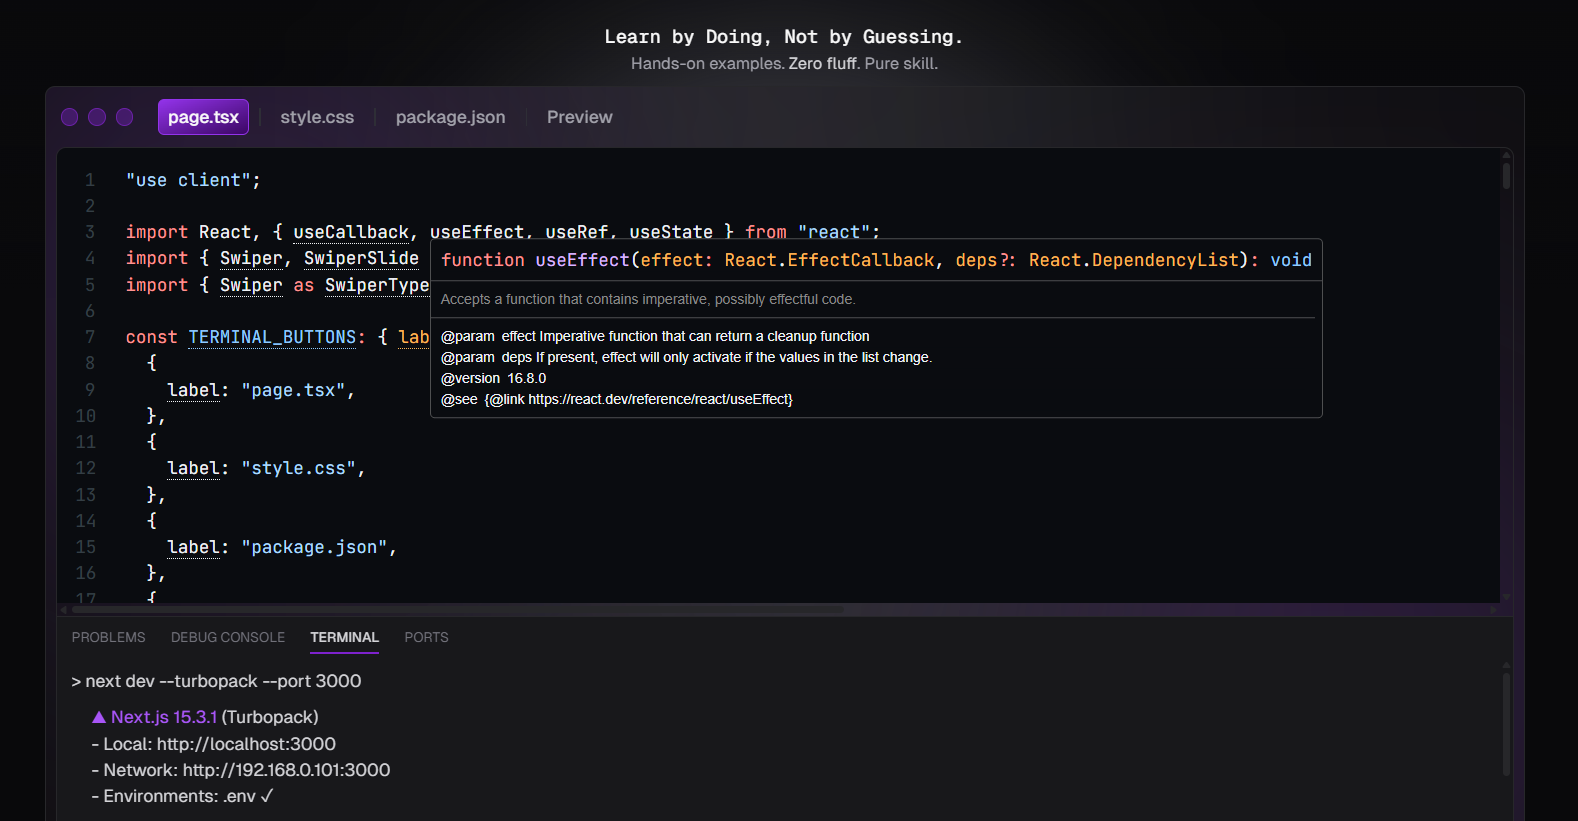 Learn by Doing, Not by Guessing.
Hands-on examples. Zero fluff. Pure skill.
page.tsx style.css package.json Preview
1 "use client";
2
3 import React, { useCallback, useEffect, useRef, useState } from "react";
4 import { Swiper, SwiperSlide
5 import { Swiper as SwiperType
function useEffect(effect: React.EffectCallback, deps?: React.DependencyList): void
Accepts a function that contains imperative, possibly effectful code.
@param effect Imperative function that can return a cleanup function
@param deps If present, effect will only activate if the values in the list change.
@version 16.8.0
@see {@link https://react.dev/reference/react/useEffect}
6
7 const TERMINAL_BUTTONS: { lab
8 {
9 label: "page.tsx",
10 },
11 {
12 label: "style.css",
13 },
14 {
15 label: "package.json",
16 },
17 {
PROBLEMS DEBUG CONSOLE TERMINAL PORTS
> next dev --turbopack --port 3000
▲ Next.js 15.3.1 (Turbopack)
- Local: http://localhost:3000
- Network: http://192.168.0.101:3000
- Environments: .env ✓